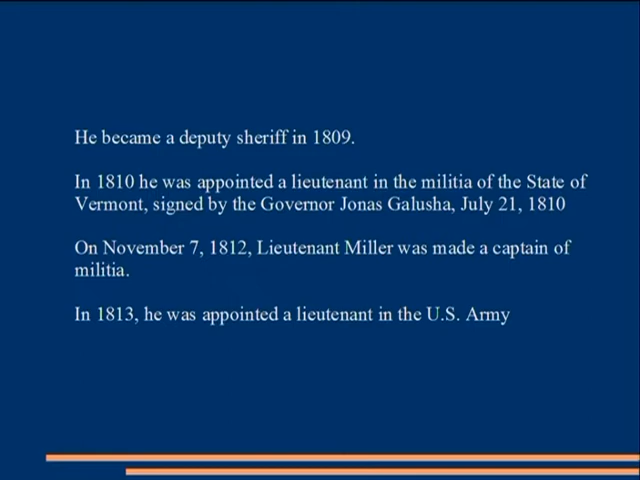 He became a deputy sheriff in 1809.
In 1810 he was appointed a lieutenant in the militia of the State of
Vermont, signed by the Governor Jonas Galusha, July 21, 1810
On November 7, 1812, Lieutenant Miller was made a captain of
militia.
In 1813, he was appointed a lieutenant in the U.S. Army